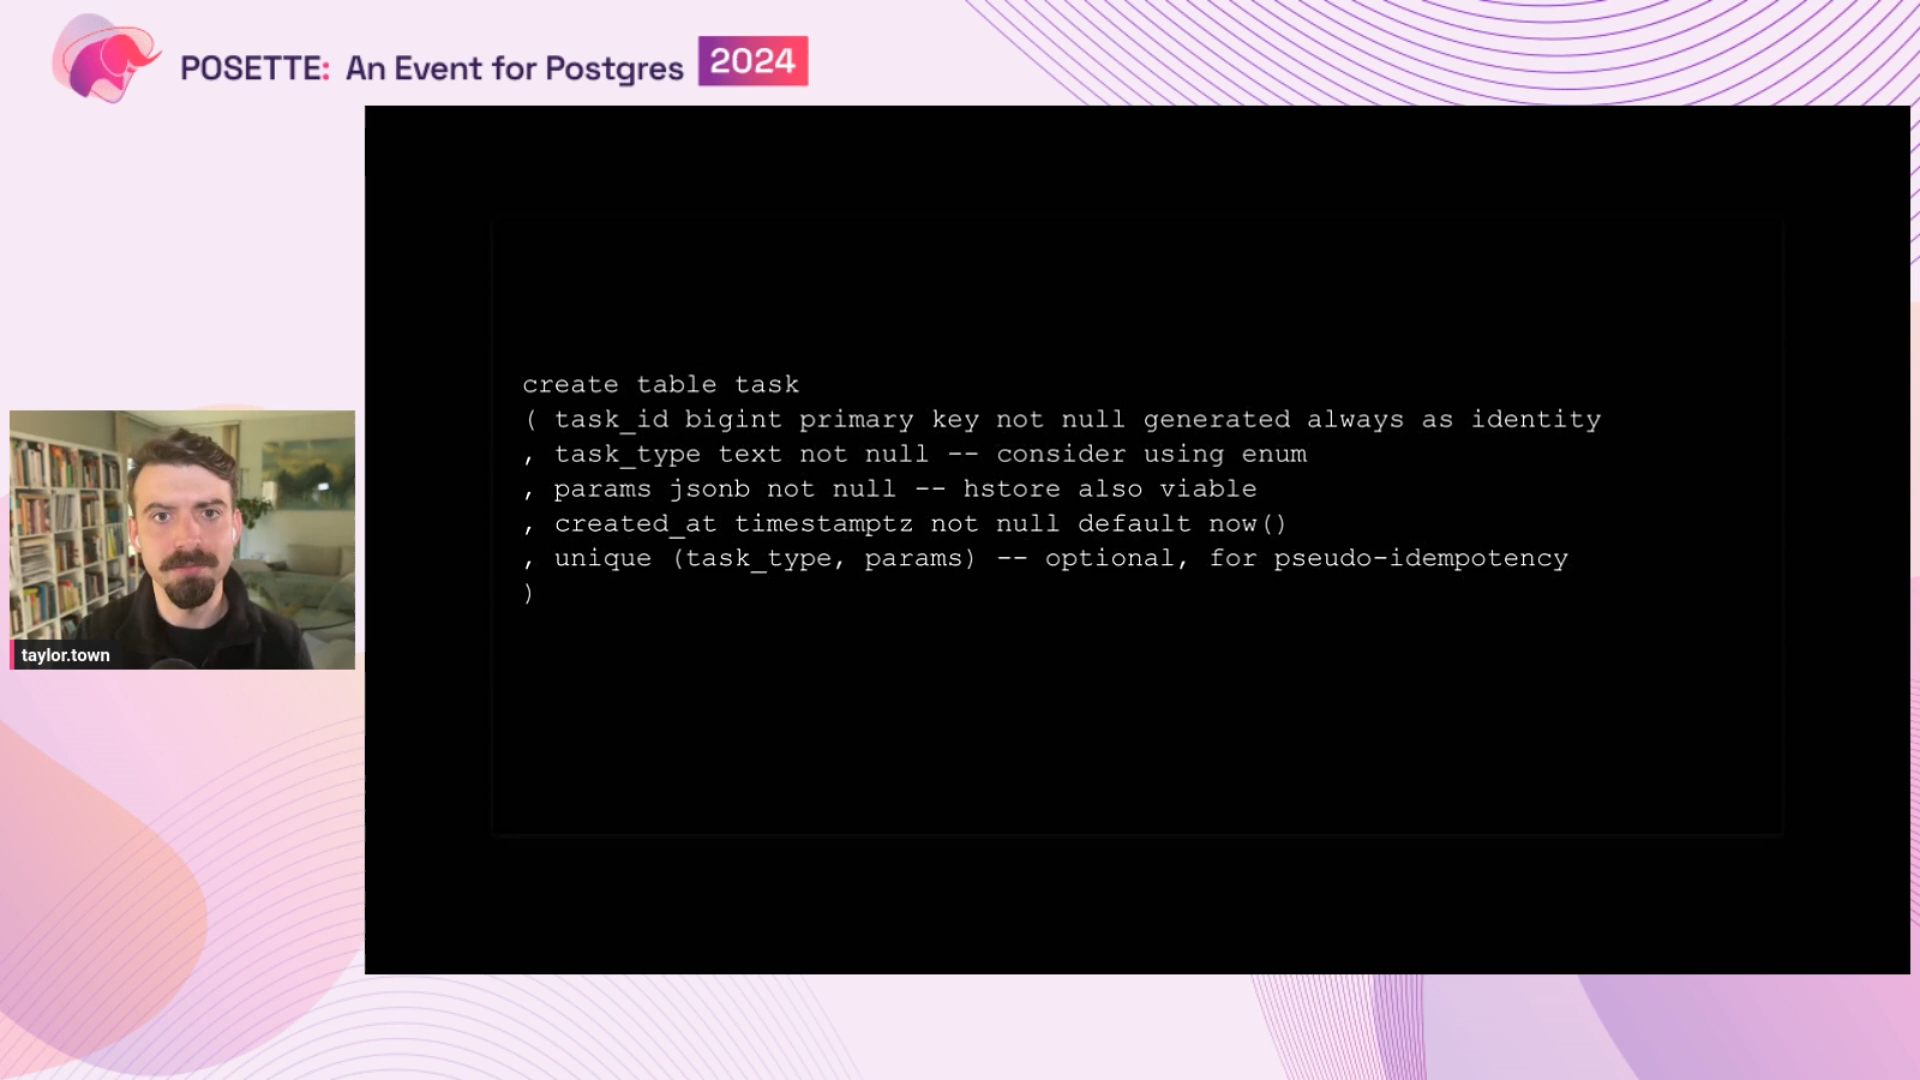 POSETTE: An Event for Postgres 2024
create table task
( task_id bigint primary key not null generated always as identity
, task_type text not null -- consider using enum
, params jsonb not null -- hstore also viable
, created_at timestamptz not null default now()
, unique (task_type, params) -- optional, for pseudo-idempotency
)
taylor.town